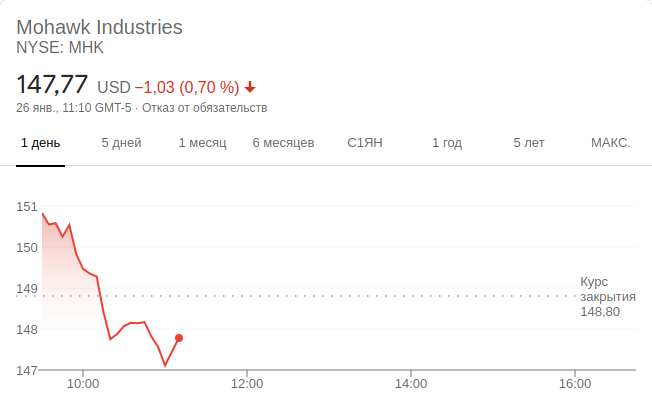 Mohawk Industries
NYSE: MHK
147,77 USD −1,03 (0,70 %)
26 янв., 11:10 GMT-5 · Отказ от обязательств
1 день 5 дней 1 месяц 6 месяцев С1ЯН 1 год 5 лет МАКС.
151
150
149
148
147
Курс
закрытия
148,80
10:00 12:00 14:00 16:00